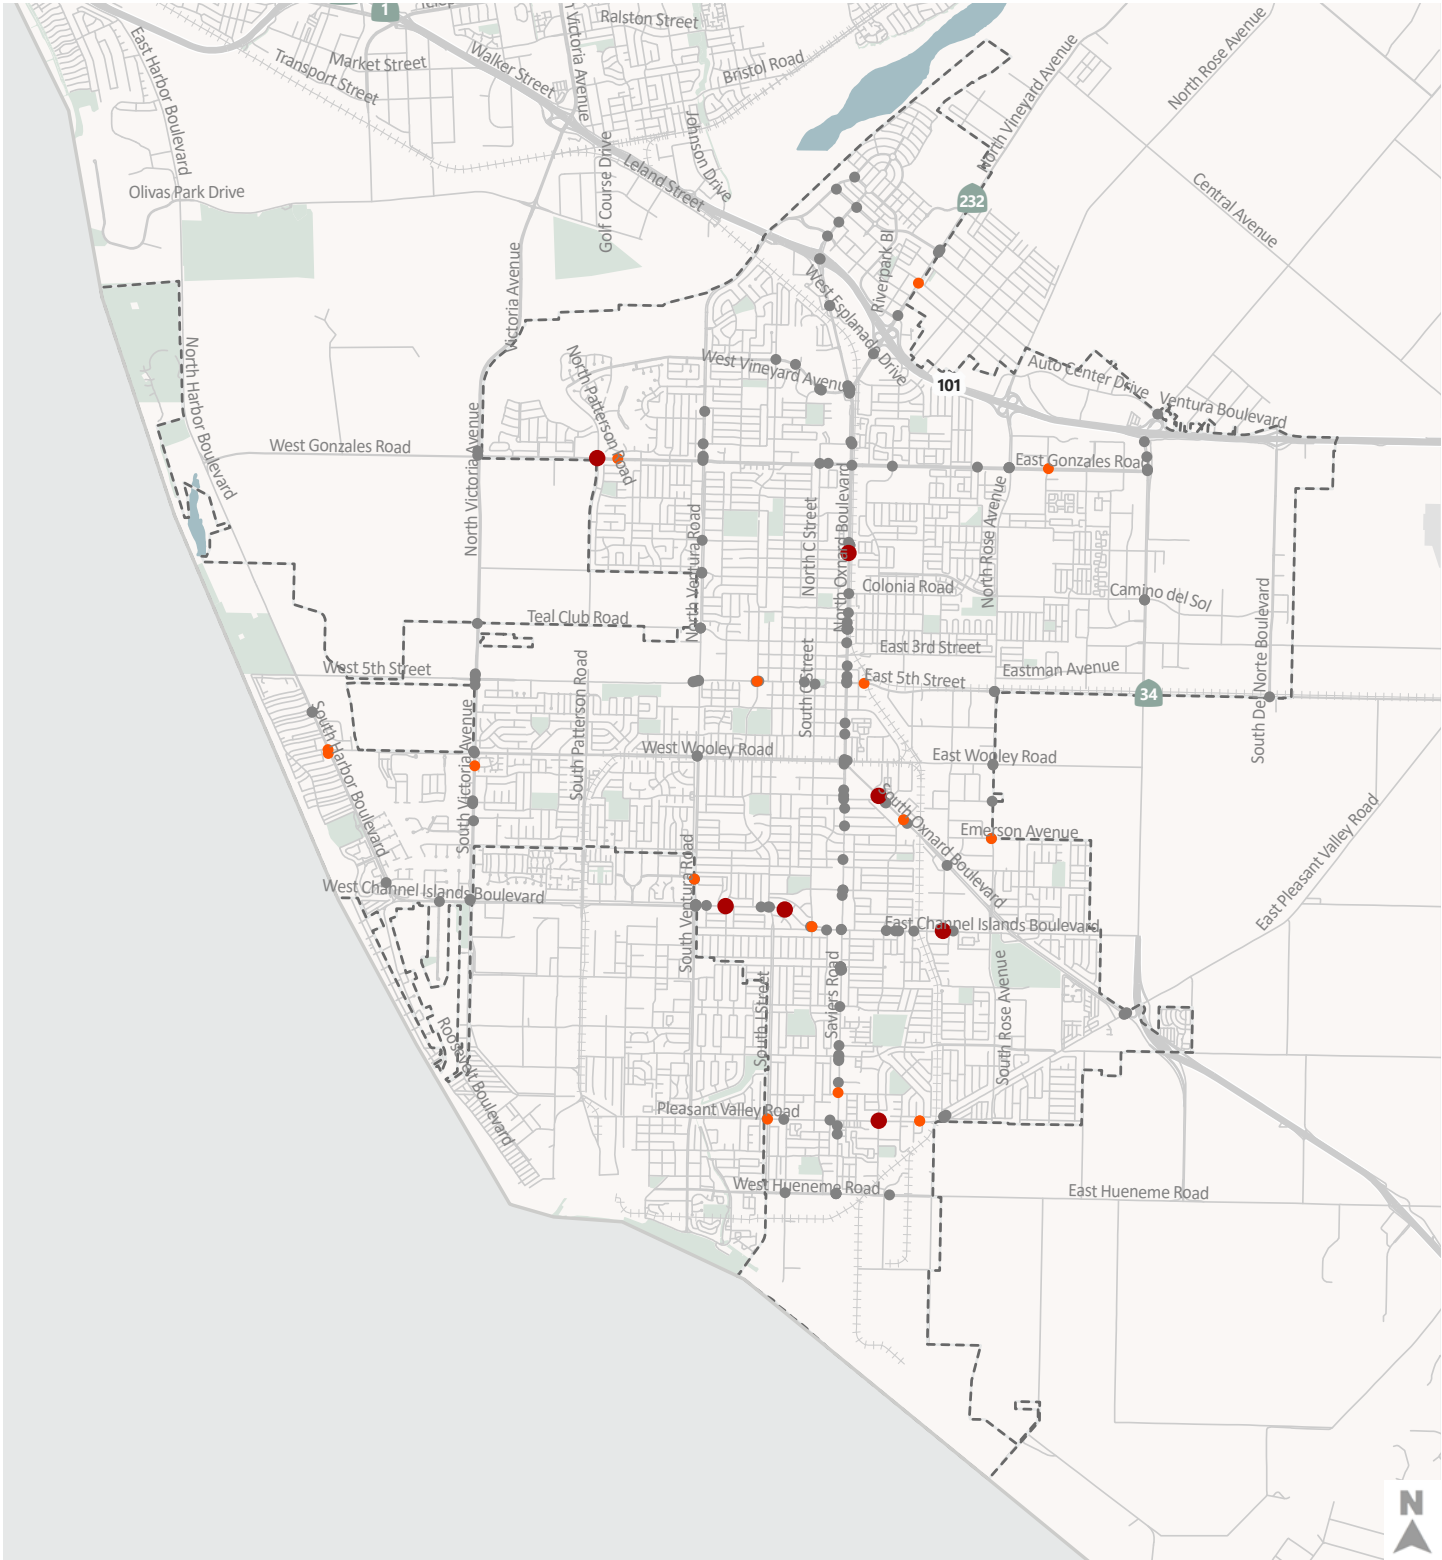 1
Ralston Street
Victoria Avenue
East Harbor Boulevard
Market Street
Transport Street
Walker Street
Bristol Road
North Rose Avenue
North Vineyard Avenue
Johnson Drive
Golf Course Drive
Leland Street
Olivas Park Drive
232
Central Avenue
Victoria Avenue
Riverpark Bl
West Esplanade Drive
North Harbor Boulevard
North Patterson Road
West Vineyard Avenue
101
Auto Center Drive
Ventura Boulevard
West Gonzales Road
East Gonzales Road
North Victoria Avenue
North Ventura Road
North C Street
North Oxnard Boulevard
North Rose Avenue
Colonia Road
Camino del Sol
Teal Club Road
East 3rd Street
South Del Norte Boulevard
West 5th Street
South Patterson Road
South C Street
East 5th Street
Eastman Avenue
34
South Harbor Boulevard
South Victoria Avenue
West Wooley Road
East Wooley Road
South Oxnard Boulevard
Emerson Avenue
East Pleasant Valley Road
South Ventura Road
West Channel Islands Boulevard
East Channel Islands Boulevard
South J Street
Saviers Road
South Rose Avenue
Roosevelt Boulevard
Pleasant Valley Road
West Hueneme Road
East Hueneme Road
N